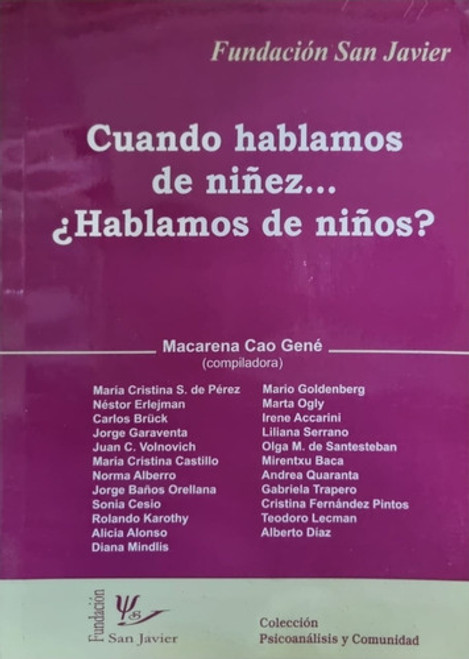 Fundación San Javier
Cuando hablamos
de niñez...
¿Hablamos de niños?
Macarena Cao Gené
(compiladora)
María Cristina S. de Pérez
Néstor Erlejman
Carlos Brück
Jorge Garaventa
Juan C. Volnovich
María Cristina Castillo
Norma Alberro
Jorge Baños Orellana
Sonia Cesio
Rolando Karothy
Alicia Alonso
Diana Mindlis
Mario Goldenberg
Marta Ogly
Irene Accarini
Liliana Serrano
Olga M. de Santesteban
Mirentxu Baca
Andrea Quaranta
Gabriela Trapero
Cristina Fernández Pintos
Teodoro Lecman
Alberto Díaz
Fundación
San Javier
Colección
Psicoanálisis y Comunidad